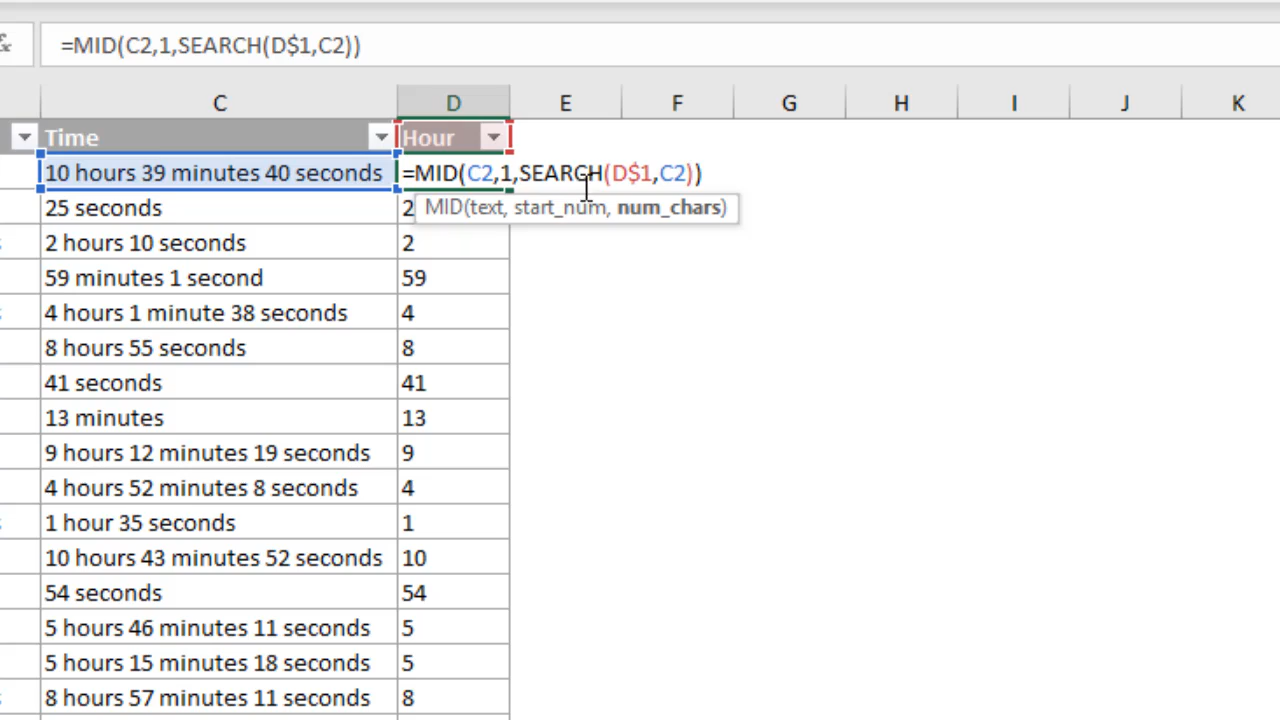 =MID(C2,1,SEARCH(D$1,C2))
C D E F G H I J K
Time Hour
10 hours 39 minutes 40 seconds =MID(C2,1,SEARCH(D$1,C2))
25 seconds 2
MID(text, start_num, num_chars)
2 hours 10 seconds 2
59 minutes 1 second 59
4 hours 1 minute 38 seconds 4
8 hours 55 seconds 8
41 seconds 41
13 minutes 13
9 hours 12 minutes 19 seconds 9
4 hours 52 minutes 8 seconds 4
1 hour 35 seconds 1
10 hours 43 minutes 52 seconds 10
54 seconds 54
5 hours 46 minutes 11 seconds 5
5 hours 15 minutes 18 seconds 5
8 hours 57 minutes 11 seconds 8